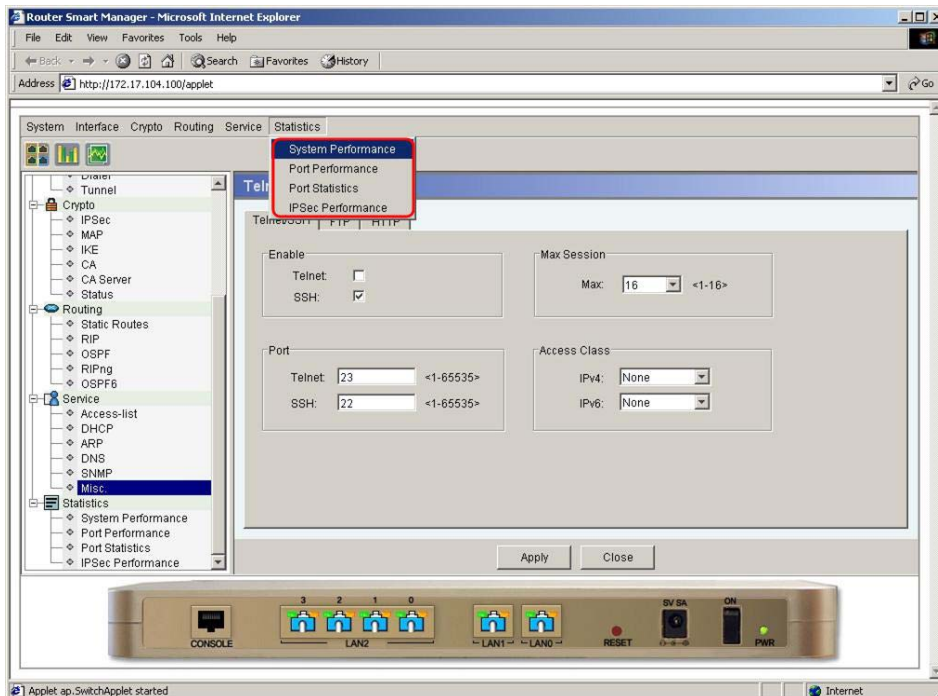 Router Smart Manager - Microsoft Internet Explorer
File Edit View Favorites Tools Help
Back Search Favorites History
Address http://172.17.104.100/applet Go
System Interface Crypto Routing Service Statistics
System Performance
Port Performance
Port Statistics
IPSec Performance
Tunnel
Crypto
IPSec
MAP
IKE
CA
CA Server
Status
Routing
Static Routes
RIP
OSPF
RIPng
OSPF6
Service
Access-list
DHCP
ARP
DNS
SNMP
Misc.
Statistics
System Performance
Port Performance
Port Statistics
IPSec Performance
Enable
Telnet:
SSH:
Max Session
Max: 16 <1-16>
Port
Telnet: 23 <1-65535>
SSH: 22 <1-65535>
Access Class
IPv4: None
IPv6: None
Apply Close
3 2 1 0
5V 5A ON
CONSOLE LAN2 LAN1 LAN0 RESET PWR
Applet ap.SwitchApplet started Internet